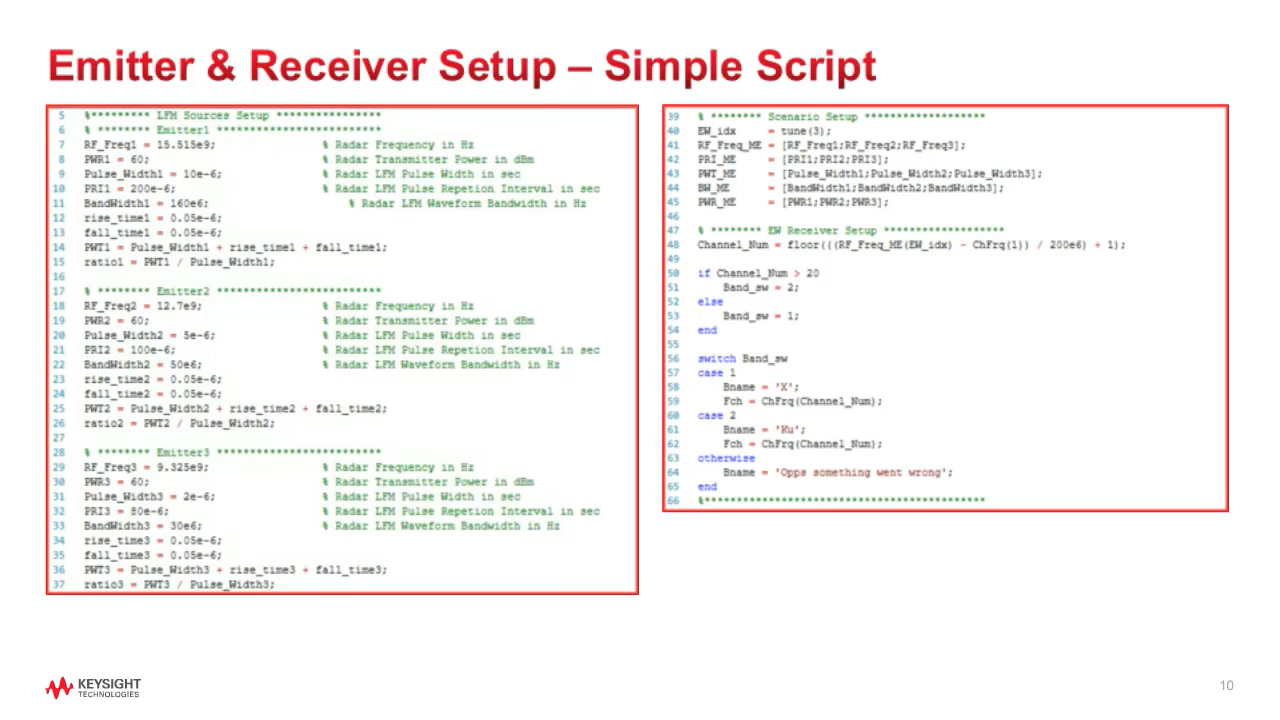 Emitter & Receiver Setup – Simple Script
5 %******** LFM Sources Setup ****************
6 % ******** Emitter1 *************************
7 RF_Freq1 = 15.515e9; % Radar Frequency in Hz
8 PWR1 = 60; % Radar Transmitter Power in dBm
9 Pulse_Width1 = 10e-6; % Radar LFM Pulse Width in sec
10 PRI1 = 200e-6; % Radar LFM Pulse Repetion Interval in sec
11 BandWidth1 = 160e6; % Radar LFM Waveform Bandwidth in Hz
12 rise_time1 = 0.05e-6;
13 fall_time1 = 0.05e-6;
14 PWT1 = Pulse_Width1 + rise_time1 + fall_time1;
15 ratio1 = PWT1 / Pulse_Width1;
16
17 % ******** Emitter2 *************************
18 RF_Freq2 = 12.7e9; % Radar Frequency in Hz
19 PWR2 = 60; % Radar Transmitter Power in dBm
20 Pulse_Width2 = 5e-6; % Radar LFM Pulse Width in sec
21 PRI2 = 100e-6; % Radar LFM Pulse Repetion Interval in sec
22 BandWidth2 = 50e6; % Radar LFM Waveform Bandwidth in Hz
23 rise_time2 = 0.05e-6;
24 fall_time2 = 0.05e-6;
25 PWT2 = Pulse_Width2 + rise_time2 + fall_time2;
26 ratio2 = PWT2 / Pulse_Width2;
27
28 % ******** Emitter3 *************************
29 RF_Freq3 = 9.325e9; % Radar Frequency in Hz
30 PWR3 = 60; % Radar Transmitter Power in dBm
31 Pulse_Width3 = 2e-6; % Radar LFM Pulse Width in sec
32 PRI3 = 80e-6; % Radar LFM Pulse Repetion Interval in sec
33 BandWidth3 = 30e6; % Radar LFM Waveform Bandwidth in Hz
34 rise_time3 = 0.05e-6;
35 fall_time3 = 0.05e-6;
36 PWT3 = Pulse_Width3 + rise_time3 + fall_time3;
37 ratio3 = PWT3 / Pulse_Width3;
39 % ******** Scenario Setup *******************
40 EW_idx = tune(3);
41 RF_Freq_ME = [RF_Freq1;RF_Freq2;RF_Freq3];
42 PRI_ME = [PRI1;PRI2;PRI3];
43 PWT_ME = [Pulse_Width1;Pulse_Width2;Pulse_Width3];
44 BW_ME = [BandWidth1;BandWidth2;BandWidth3];
45 PWR_ME = [PWR1;PWR2;PWR3];
46
47 % ******** EW Receiver Setup *******************
48 Channel_Num = floor(((RF_Freq_ME(EW_idx) - ChFrq(1)) / 200e6) + 1);
49
50 if Channel_Num > 20
51 Band_sw = 2;
52 else
53 Band_sw = 1;
54 end
55
56 switch Band_sw
57 case 1
58 Bname = 'X';
59 Fch = ChFrq(Channel_Num);
60 case 2
61 Bname = 'Ku';
62 Fch = ChFrq(Channel_Num);
63 otherwise
64 Bname = 'Opps something went wrong';
65 end
66 %*******************************************
KEYSIGHT
TECHNOLOGIES
10